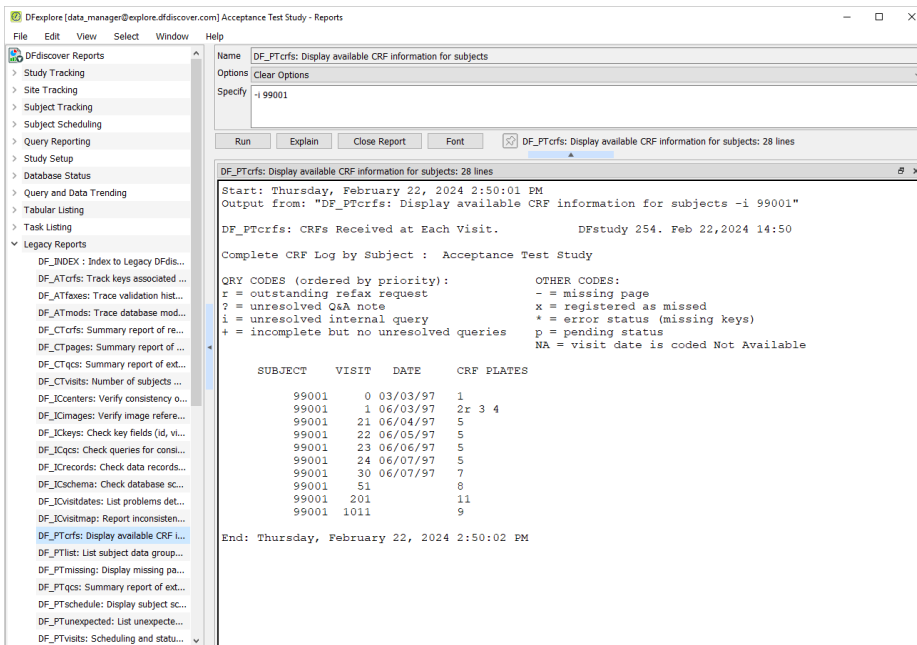 DFexplore [data_manager@explore.dfdiscover.com] Acceptance Test Study - Reports
File Edit View Select Window Help
DFdiscover Reports
Study Tracking
Site Tracking
Subject Tracking
Subject Scheduling
Query Reporting
Study Setup
Database Status
Query and Data Trending
Tabular Listing
Task Listing
Legacy Reports
DF_INDEX : Index to Legacy DFdis...
DF_ATcrfs: Track keys associated ...
DF_ATfaxes: Trace validation hist...
DF_ATmods: Trace database mod...
DF_CTcrfs: Summary report of re...
DF_CTpages: Summary report of ...
DF_CTqcs: Summary report of ext...
DF_CTvisits: Number of subjects ...
DF_ICcenters: Verify consistency o...
DF_ICimages: Verify image refere...
DF_ICkeys: Check key fields (id, vi...
DF_ICqcs: Check queries for consi...
DF_ICrecords: Check data records...
DF_ICschema: Check database sc...
DF_ICvisitdates: List problems det...
DF_ICvisitmap: Report inconsisten...
DF_PTcrfs: Display available CRF i...
DF_PTlist: List subject data group...
DF_PTmissing: Display missing pa...
DF_PTqcs: Summary report of ext...
DF_PTschedule: Display subject sc...
DF_PTunexpected: List unexpecte...
DF_PTvisits: Scheduling and statu...
Name DF_PTcrfs: Display available CRF information for subjects
Options Clear Options
Specify -i 99001
Run Explain Close Report Font DF_PTcrfs: Display available CRF information for subjects: 28 lines
DF_PTcrfs: Display available CRF information for subjects: 28 lines
Start: Thursday, February 22, 2024 2:50:01 PM
Output from: "DF_PTcrfs: Display available CRF information for subjects -i 99001"
DF_PTcrfs: CRFs Received at Each Visit. DFstudy 254. Feb 22,2024 14:50
Complete CRF Log by Subject : Acceptance Test Study
QRY CODES (ordered by priority): OTHER CODES:
r = outstanding refax request - = missing page
? = unresolved Q&A note x = registered as missed
i = unresolved internal query * = error status (missing keys)
+ = incomplete but no unresolved queries p = pending status
NA = visit date is coded Not Available
SUBJECT VISIT DATE CRF PLATES
99001 0 03/03/97 1
99001 1 06/03/97 2r 3 4
99001 21 06/04/97 5
99001 22 06/05/97 5
99001 23 06/06/97 5
99001 24 06/07/97 5
99001 30 06/07/97 7
99001 51 8
99001 201 11
99001 1011 9
End: Thursday, February 22, 2024 2:50:02 PM